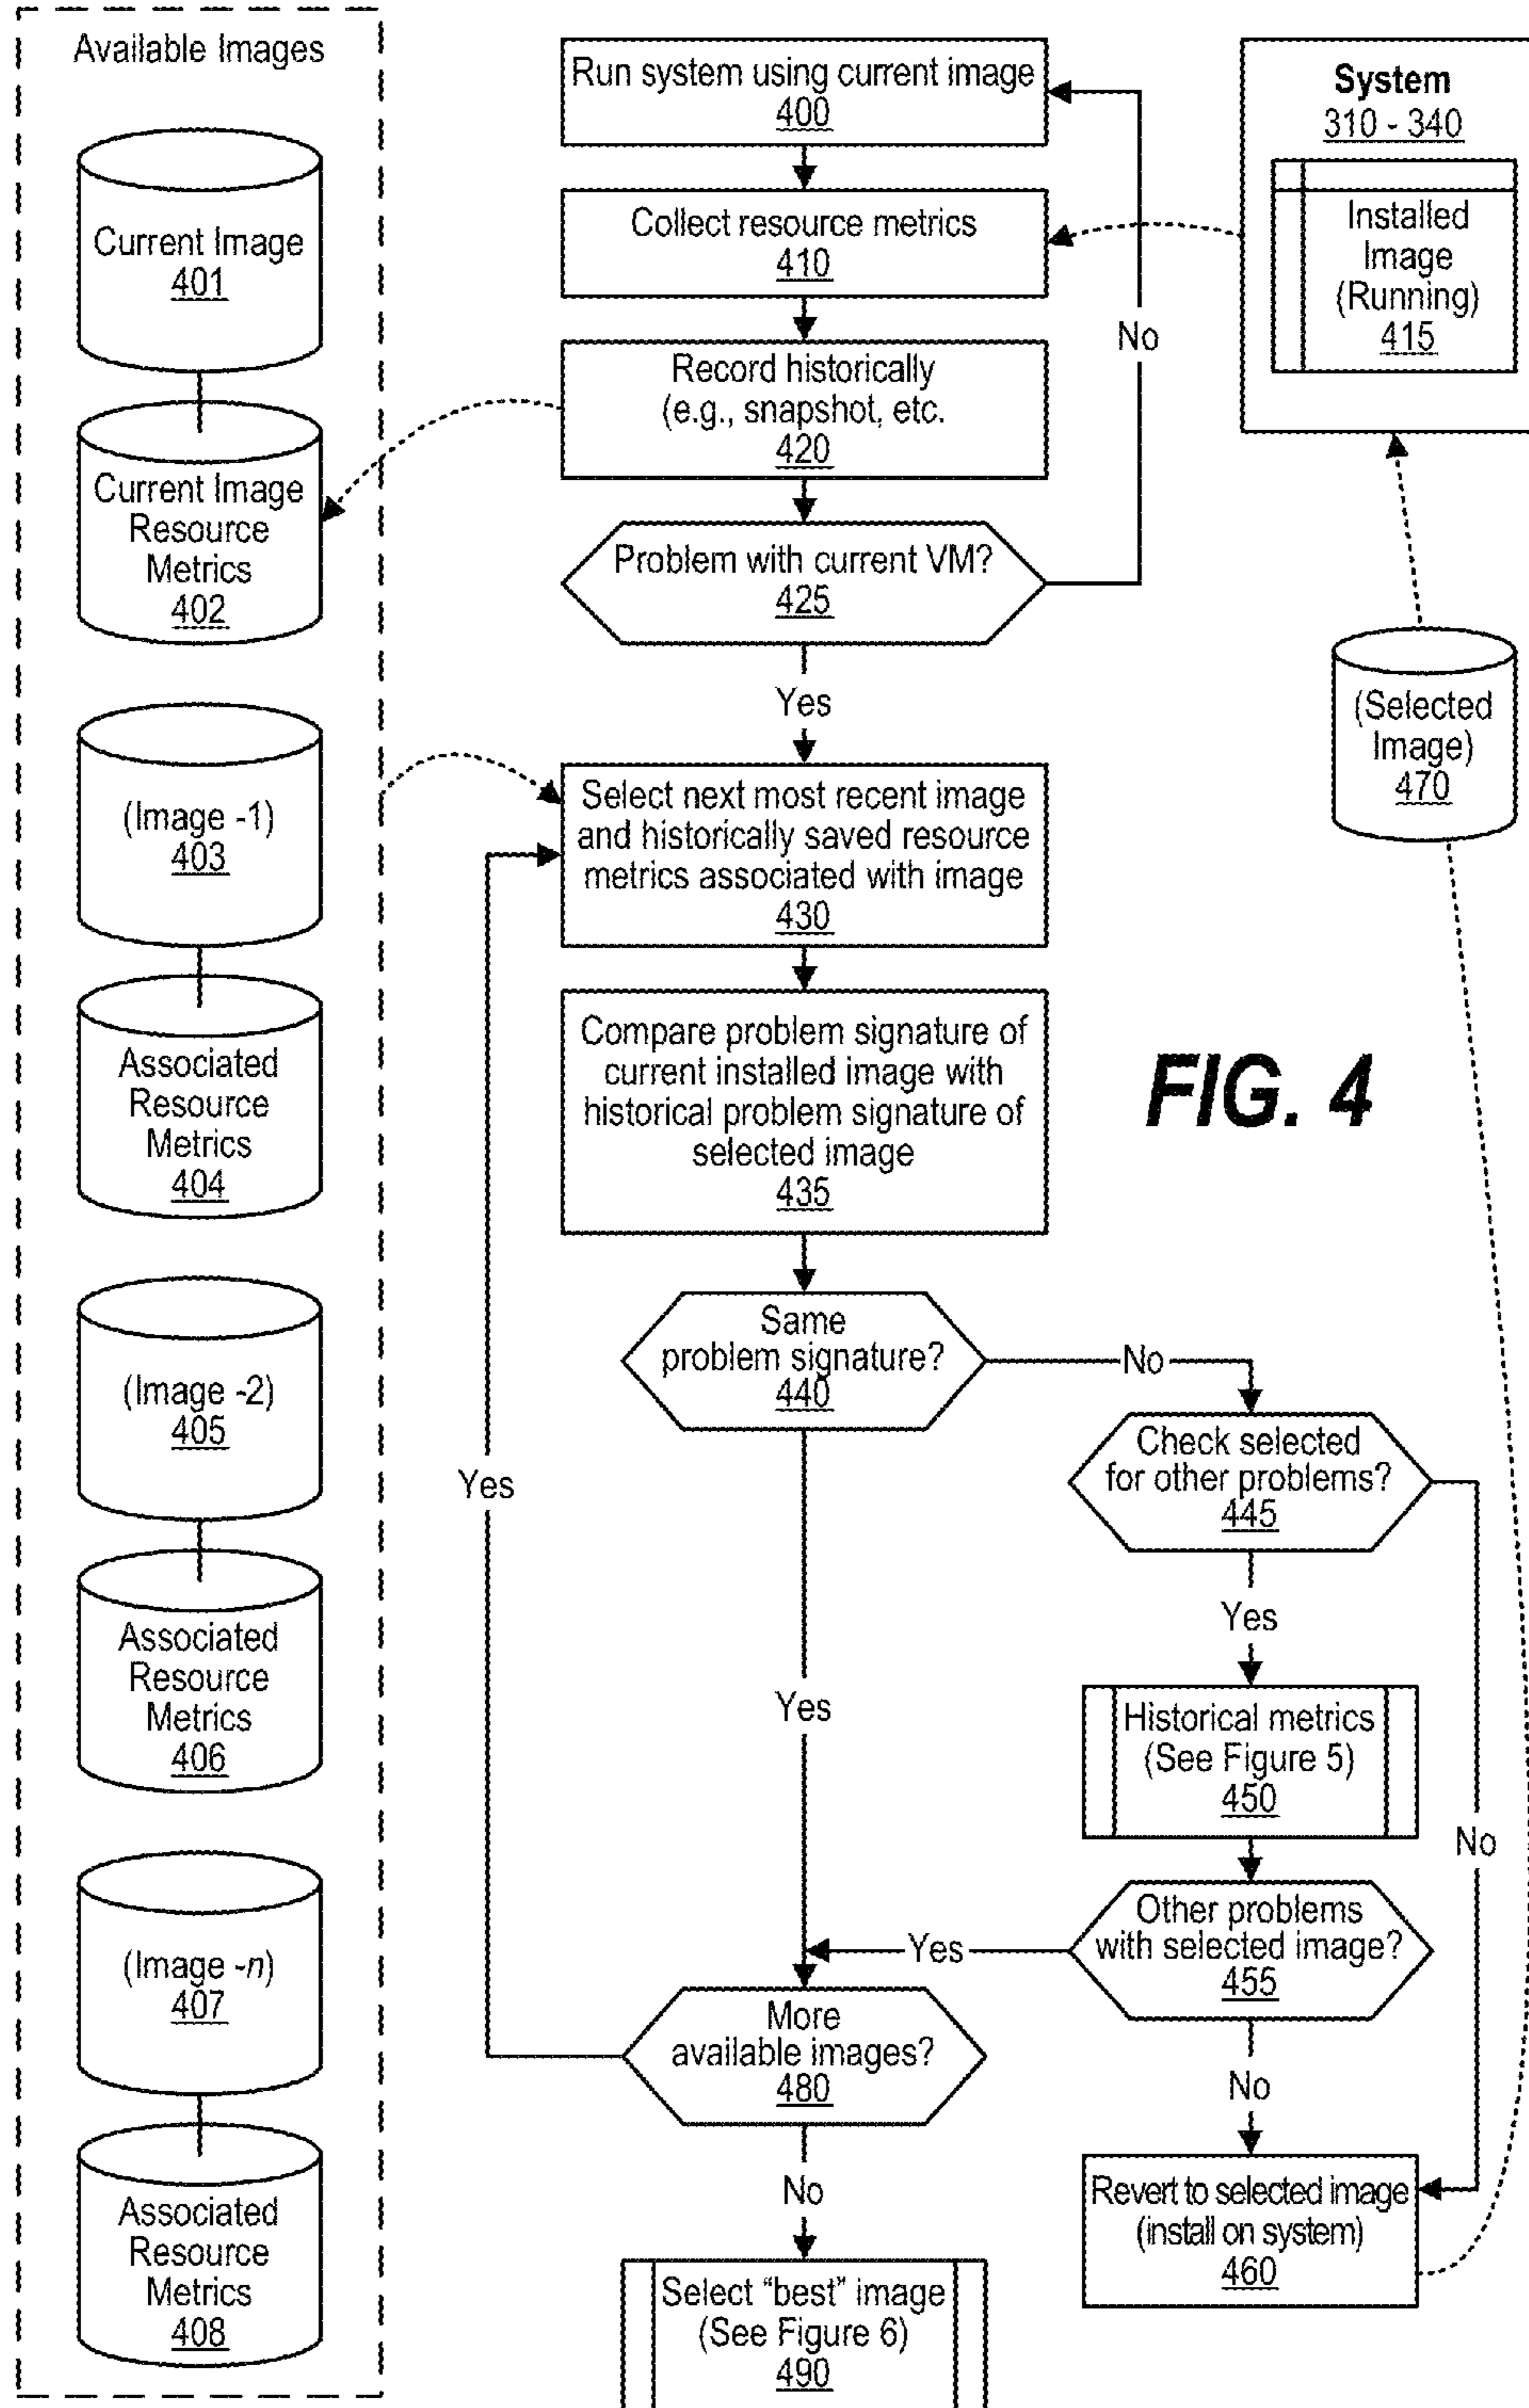 Available Images
Current Image
401
Current Image
Resource
Metrics
402
(Image -1)
403
Associated
Resource
Metrics
404
(Image -2)
405
Associated
Resource
Metrics
406
(Image -n)
407
Associated
Resource
Metrics
408
Run system using current image
400
Collect resource metrics
410
Record historically
(e.g., snapshot, etc.
420
Problem with current VM?
425
No
Yes
Select next most recent image
and historically saved resource
metrics associated with image
430
Compare problem signature of
current installed image with
historical problem signature of
selected image
435
Same
problem signature?
440
No
Yes
Yes
Check selected
for other problems?
445
Yes
No
Historical metrics
(See Figure 5)
450
Other problems
with selected image?
455
Yes
No
More
available images?
480
No
Revert to selected image
(install on system)
460
Select “best” image
(See Figure 6)
490
System
310 - 340
Installed
Image
(Running)
415
(Selected
Image)
470
FIG. 4